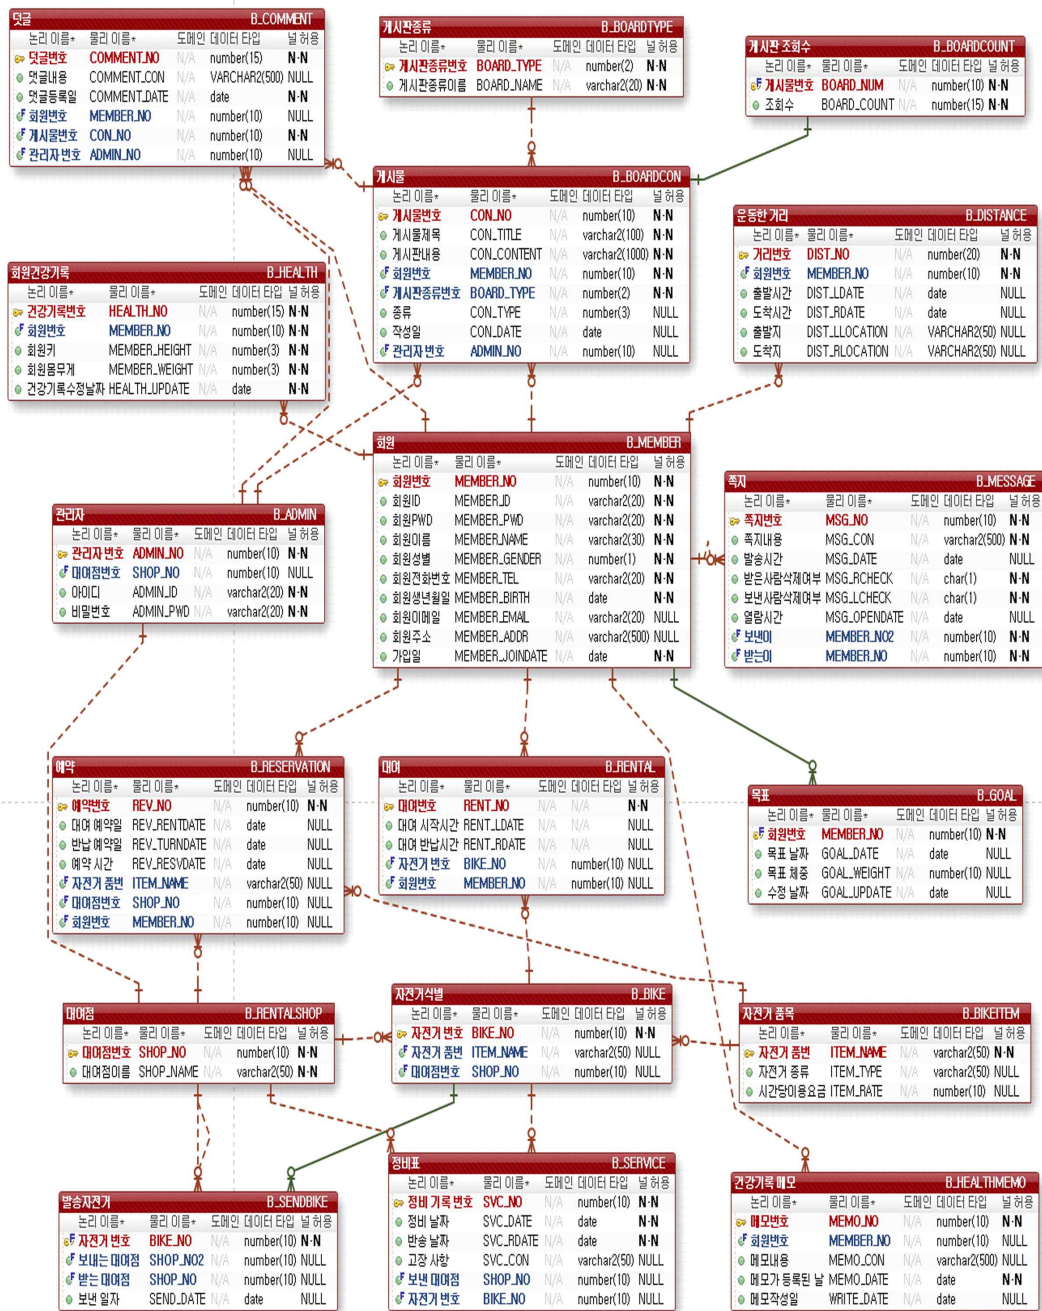 덧글 B_COMMENT
논리 이름* 물리 이름* 도메인 데이터 타입 널 허용
덧글번호 COMMENT_NO N/A number(15) N-N
댓글내용 COMMENT_CON N/A VARCHAR2(500) NULL
댓글등록일 COMMENT_DATE N/A date N-N
회원번호 MEMBER_NO N/A number(10) NULL
게시물번호 CON_NO N/A number(10) N-N
관리자 번호 ADMIN_NO N/A number(10) NULL
게시판종류 B_BOARDTYPE
논리 이름* 물리 이름* 도메인 데이터 타입 널 허용
게시판종류번호 BOARD_TYPE N/A number(2) N-N
게시판종류이름 BOARD_NAME N/A varchar2(20) N-N
게시판 조회수 B_BOARDCOUNT
논리 이름* 물리 이름* 도메인 데이터 타입 널 허용
게시물번호 BOARD_NUM N/A number(10) N-N
조회수 BOARD_COUNT N/A number(15) N-N
게시물 B_BOARDCON
논리 이름* 물리 이름* 도메인 데이터 타입 널 허용
게시물번호 CON_NO N/A number(10) N-N
게시물제목 CON_TITLE N/A varchar2(100) N-N
게시판내용 CON_CONTENT N/A varchar2(1000) N-N
회원번호 MEMBER_NO N/A number(10) N-N
게시판종류번호 BOARD_TYPE N/A number(2) N-N
종류 CON_TYPE N/A number(3) NULL
작성일 CON_DATE N/A date NULL
관리자 번호 ADMIN_NO N/A number(10) NULL
운동한 거리 B_DISTANCE
논리 이름* 물리 이름* 도메인 데이터 타입 널 허용
거리번호 DIST_NO N/A number(20) N-N
회원번호 MEMBER_NO N/A number(10) N-N
출발시간 DIST_LDATE N/A date NULL
도착시간 DIST_RDATE N/A date NULL
출발지 DIST_LLOCATION N/A VARCHAR2(50) NULL
도착지 DIST_RLOCATION N/A VARCHAR2(50) NULL
회원건강기록 B_HEALTH
논리 이름* 물리 이름* 도메인 데이터 타입 널 허용
건강기록번호 HEALTH_NO N/A number(15) N-N
회원번호 MEMBER_NO N/A number(10) N-N
회원키 MEMBER_HEIGHT N/A number(3) N-N
회원몸무게 MEMBER_WEIGHT N/A number(3) N-N
건강기록수정날짜 HEALTH_UPDATE N/A date N-N
회원 B_MEMBER
논리 이름* 물리 이름* 도메인 데이터 타입 널 허용
회원번호 MEMBER_NO N/A number(10) N-N
회원ID MEMBER_ID N/A varchar2(20) N-N
회원PWD MEMBER_PWD N/A varchar2(20) N-N
회원이름 MEMBER_NAME N/A varchar2(30) N-N
회원성별 MEMBER_GENDER N/A number(1) N-N
회원전화번호 MEMBER_TEL N/A varchar2(20) N-N
회원생년월일 MEMBER_BIRTH N/A date N-N
회원이메일 MEMBER_EMAIL N/A varchar2(20) NULL
회원주소 MEMBER_ADDR N/A varchar2(500) NULL
가입일 MEMBER_JOINDATE N/A date N-N
쪽지 B_MESSAGE
논리 이름* 물리 이름* 도메인 데이터 타입 널 허용
쪽지번호 MSG_NO N/A number(10) N-N
쪽지내용 MSG_CON N/A varchar2(500) N-N
발송시간 MSG_DATE N/A date NULL
받은사람삭제여부 MSG_RCHECK N/A char(1) N-N
보낸사람삭제여부 MSG_LCHECK N/A char(1) N-N
열람시간 MSG_OPENDATE N/A date NULL
보낸이 MEMBER_NO2 N/A number(10) N-N
받는이 MEMBER_NO N/A number(10) N-N
관리자 B_ADMIN
논리 이름* 물리 이름* 도메인 데이터 타입 널 허용
관리자 번호 ADMIN_NO N/A number(10) N-N
대여점번호 SHOP_NO N/A number(10) NULL
아이디 ADMIN_ID N/A varchar2(20) N-N
비밀번호 ADMIN_PWD N/A varchar2(20) N-N
예약 B_RESERVATION
논리 이름* 물리 이름* 도메인 데이터 타입 널 허용
예약번호 REV_NO N/A number(10) N-N
대여 예약일 REV_RENTDATE N/A date NULL
반납 예약일 REV_TURNDATE N/A date NULL
예약 시간 REV_RESVDATE N/A date NULL
자전거 품번 ITEM_NAME N/A varchar2(50) NULL
대여점번호 SHOP_NO N/A number(10) NULL
회원번호 MEMBER_NO N/A number(10) NULL
대여 B_RENTAL
논리 이름* 물리 이름* 도메인 데이터 타입 널 허용
대여번호 RENT_NO N/A N/A N-N
대여 시작시간 RENT_LDATE N/A N/A NULL
대여 반납시간 RENT_RDATE N/A N/A NULL
자전거 번호 BIKE_NO N/A number(10) NULL
회원번호 MEMBER_NO N/A number(10) NULL
목표 B_GOAL
논리 이름* 물리 이름* 도메인 데이터 타입 널 허용
회원번호 MEMBER_NO N/A number(10) N-N
목표 날짜 GOAL_DATE N/A date NULL
목표 체중 GOAL_WEIGHT N/A number(10) NULL
수정 날짜 GOAL_UPDATE N/A date NULL
대여점 B_RENTALSHOP
논리 이름* 물리 이름* 도메인 데이터 타입 널 허용
대여점번호 SHOP_NO N/A number(10) N-N
대여점이름 SHOP_NAME N/A varchar2(50) N-N
자전거식별 B_BIKE
논리 이름* 물리 이름* 도메인 데이터 타입 널 허용
자전거 번호 BIKE_NO N/A number(10) N-N
자전거 품번 ITEM_NAME N/A varchar2(50) NULL
대여점번호 SHOP_NO N/A number(10) NULL
자전거 품목 B_BIKEITEM
논리 이름* 물리 이름* 도메인 데이터 타입 널 허용
자전거 품번 ITEM_NAME N/A varchar2(50) N-N
자전거 종류 ITEM_TYPE N/A varchar2(50) NULL
시간당이용요금 ITEM_RATE N/A number(10) NULL
발송자전거 B_SENDBIKE
논리 이름* 물리 이름* 도메인 데이터 타입 널 허용
자전거 번호 BIKE_NO N/A number(10) N-N
보내는 대여점 SHOP_NO2 N/A number(10) NULL
받는 대여점 SHOP_NO N/A number(10) NULL
보낸 일자 SEND_DATE N/A date NULL
정비표 B_SERVICE
논리 이름* 물리 이름* 도메인 데이터 타입 널 허용
정비 기록 번호 SVC_NO N/A number(10) N-N
정비 날짜 SVC_DATE N/A date N-N
반송 날짜 SVC_RDATE N/A date N-N
고장 사항 SVC_CON N/A varchar2(50) NULL
보낸 대여점 SHOP_NO N/A number(10) NULL
자전거 번호 BIKE_NO N/A number(10) NULL
건강기록 메모 B_HEALTHMEMO
논리 이름* 물리 이름* 도메인 데이터 타입 널 허용
메모번호 MEMO_NO N/A number(10) N-N
회원번호 MEMBER_NO N/A number(10) NULL
메모내용 MEMO_CON N/A varchar2(500) NULL
메모가 등록된 날 MEMO_DATE N/A date N-N
메모작성일 WRITE_DATE N/A date NULL